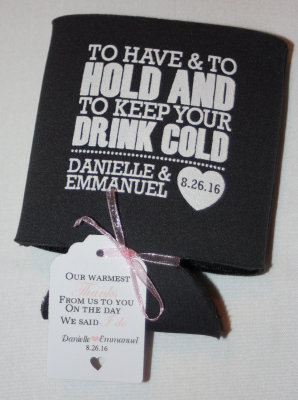 TO HAVE & TO
HOLD AND
TO KEEP YOUR
DRINK COLD
DANIELLE &
EMMANUEL
8.26.16
OUR WARMEST
Thanks
FROM US TO YOU
ON THE DAY
WE SAID I do
Danielle Emmanuel
8.26.16